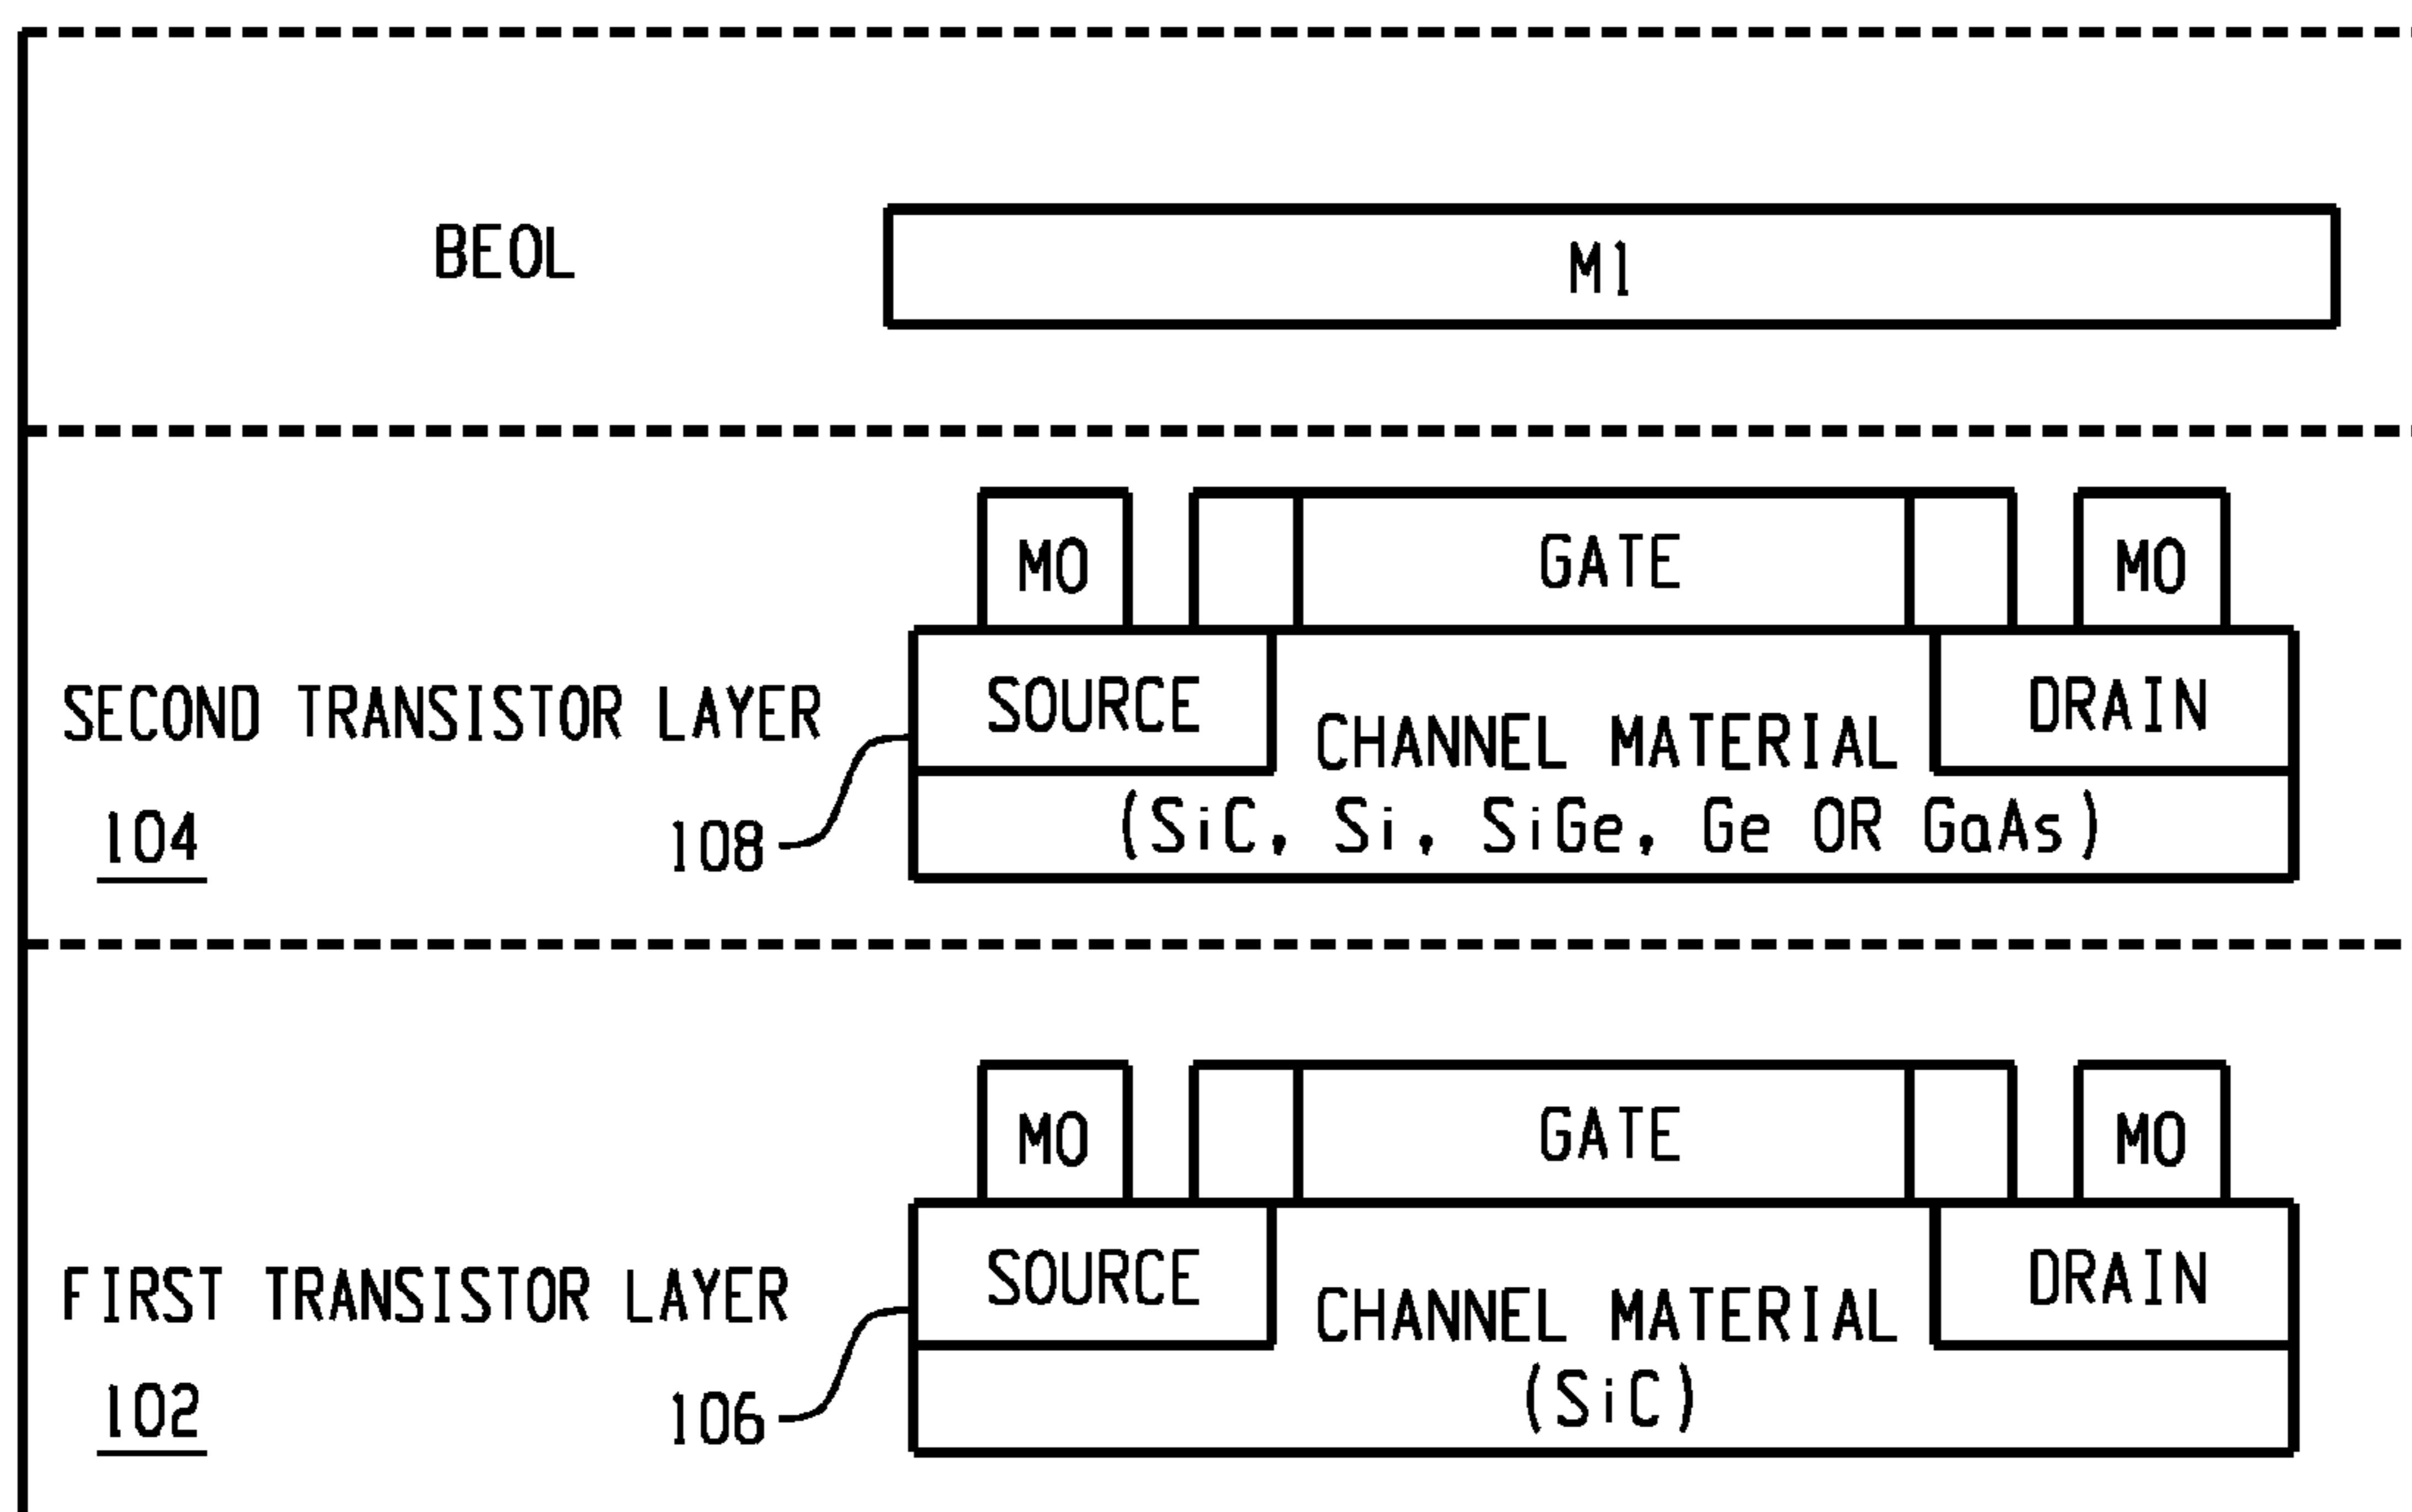 BEOL
M1
MO
GATE
MO
SOURCE
DRAIN
SECOND TRANSISTOR LAYER
CHANNEL MATERIAL
(SiC, Si, SiGe, Ge OR GaAs)
104
108
MO
GATE
MO
SOURCE
DRAIN
FIRST TRANSISTOR LAYER
CHANNEL MATERIAL
(SiC)
102
106